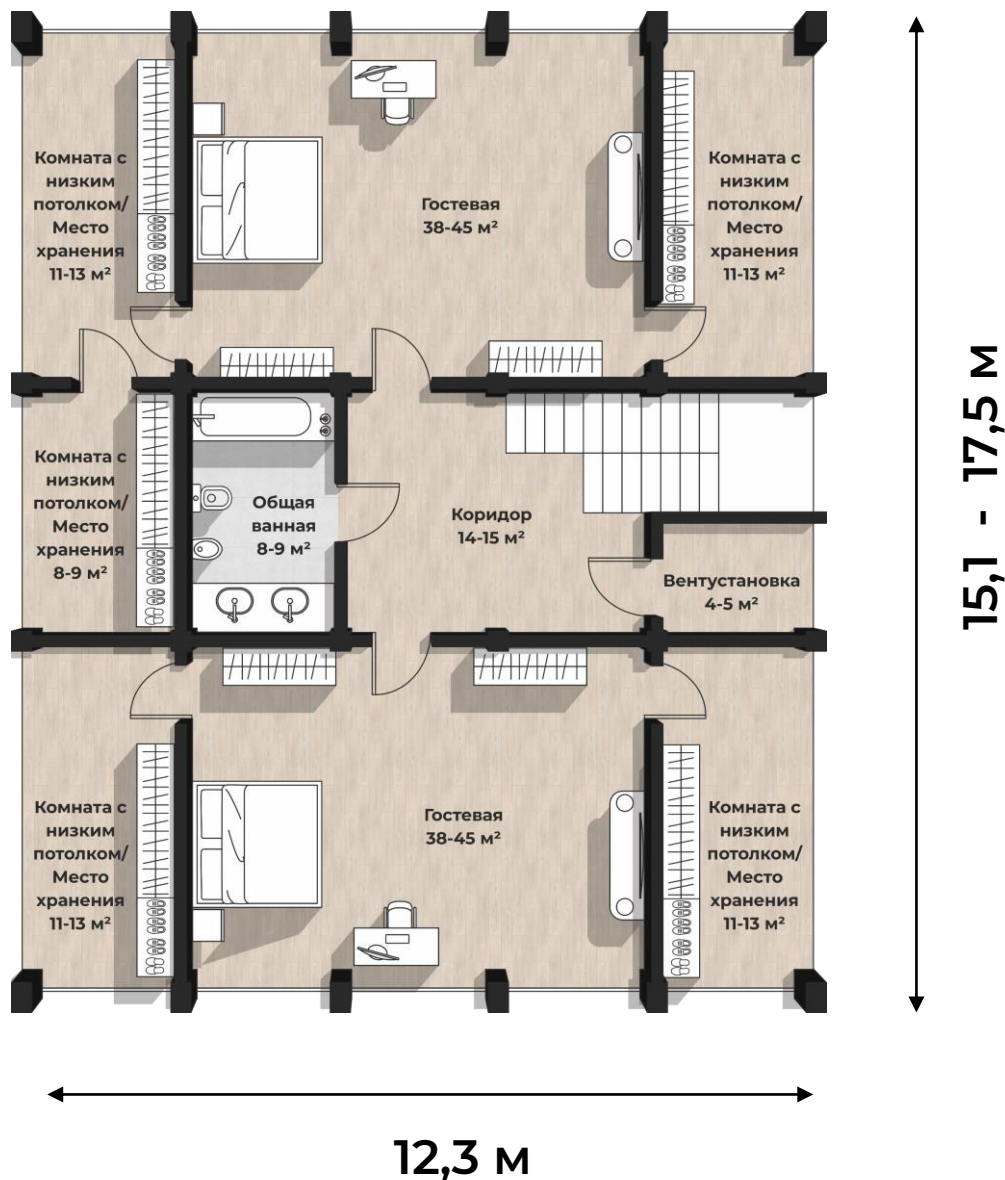 Комната с
низким
потолком/
Место
хранения
11-13 м²
Гостевая
38-45 м²
Комната с
низким
потолком/
Место
хранения
11-13 м²
Комната с
низким
потолком/
Место
хранения
8-9 м²
Общая
ванная
8-9 м²
Коридор
14-15 м²
Вентустановка
4-5 м²
Комната с
низким
потолком/
Место
хранения
11-13 м²
Гостевая
38-45 м²
Комната с
низким
потолком/
Место
хранения
11-13 м²
15,1 - 17,5 м
12,3 м